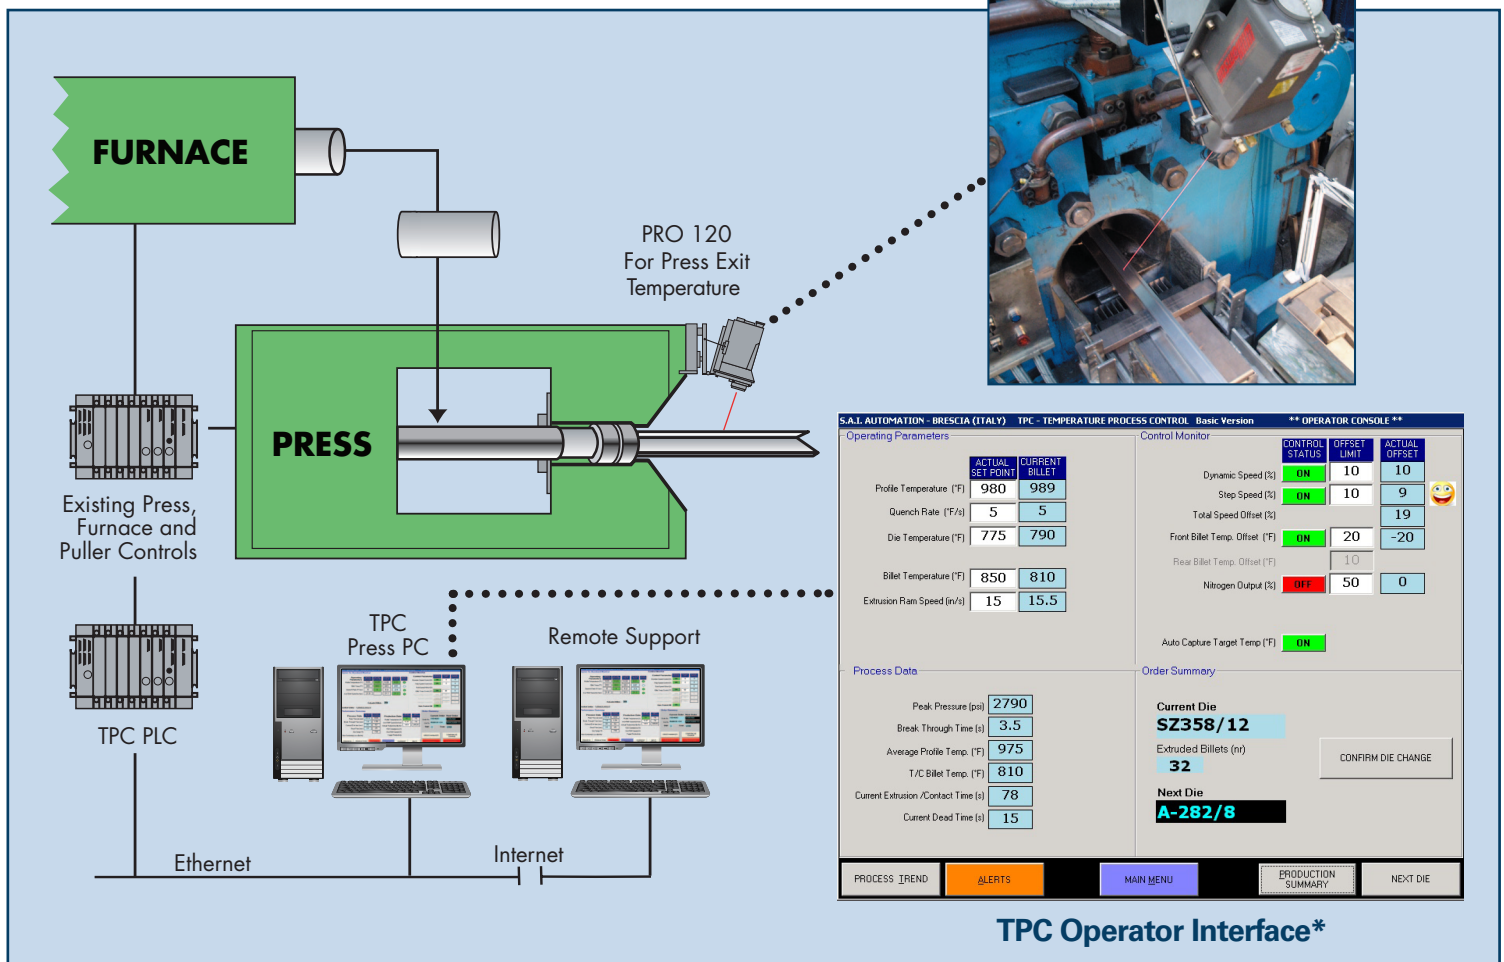 FURNACE
PRO 120
For Press Exit
Temperature
PRESS
Existing Press,
Furnace and
Puller Controls
TPC PLC
TPC
Press PC
Remote Support
Ethernet
Internet
S.A.I. AUTOMATION - BRESCIA (ITALY) TPC - TEMPERATURE PROCESS CONTROL Basic Version ** OPERATOR CONSOLE **
Operating Parameters
ACTUAL SET POINT CURRENT BILLET
Profile Temperature (°F) 980 989
Quench Rate (°F/s) 5 5
Die Temperature (°F) 775 790
Billet Temperature (°F) 850 810
Extrusion Ram Speed (in/s) 15 15.5
Control Monitor
CONTROL STATUS OFFSET LIMIT ACTUAL OFFSET
Dynamic Speed (%) ON 10 10
Step Speed (%) ON 10 9
Total Speed Offset (%) 19
Front Billet Temp. Offset (°F) ON 20 -20
Rear Billet Temp. Offset (°F) 10
Nitrogen Output (%) OFF 50 0
Auto Capture Target Temp (°F) ON
Process Data
Peak Pressure (psi) 2790
Break Through Time (s) 3.5
Average Profile Temp. (°F) 975
T/C Billet Temp. (°F) 810
Current Extrusion /Contact Time (s) 78
Current Dead Time (s) 15
Order Summary
Current Die
SZ358/12
Extruded Billets (nr)
32
CONFIRM DIE CHANGE
Next Die
A-282/8
PROCESS TREND ALERTS MAIN MENU PRODUCTION SUMMARY NEXT DIE
TPC Operator Interface*